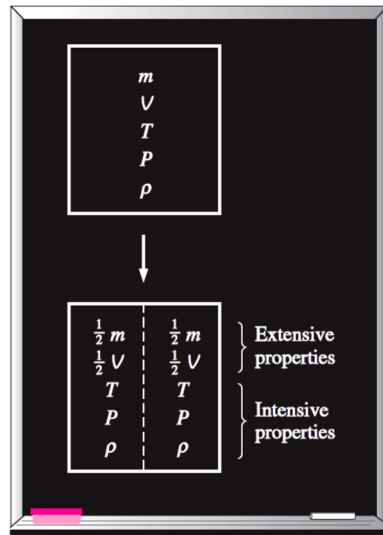 m
V
T
P
ρ
½ m ½ m
½ V ½ V
Extensive
properties
T T
P P
ρ ρ
Intensive
properties